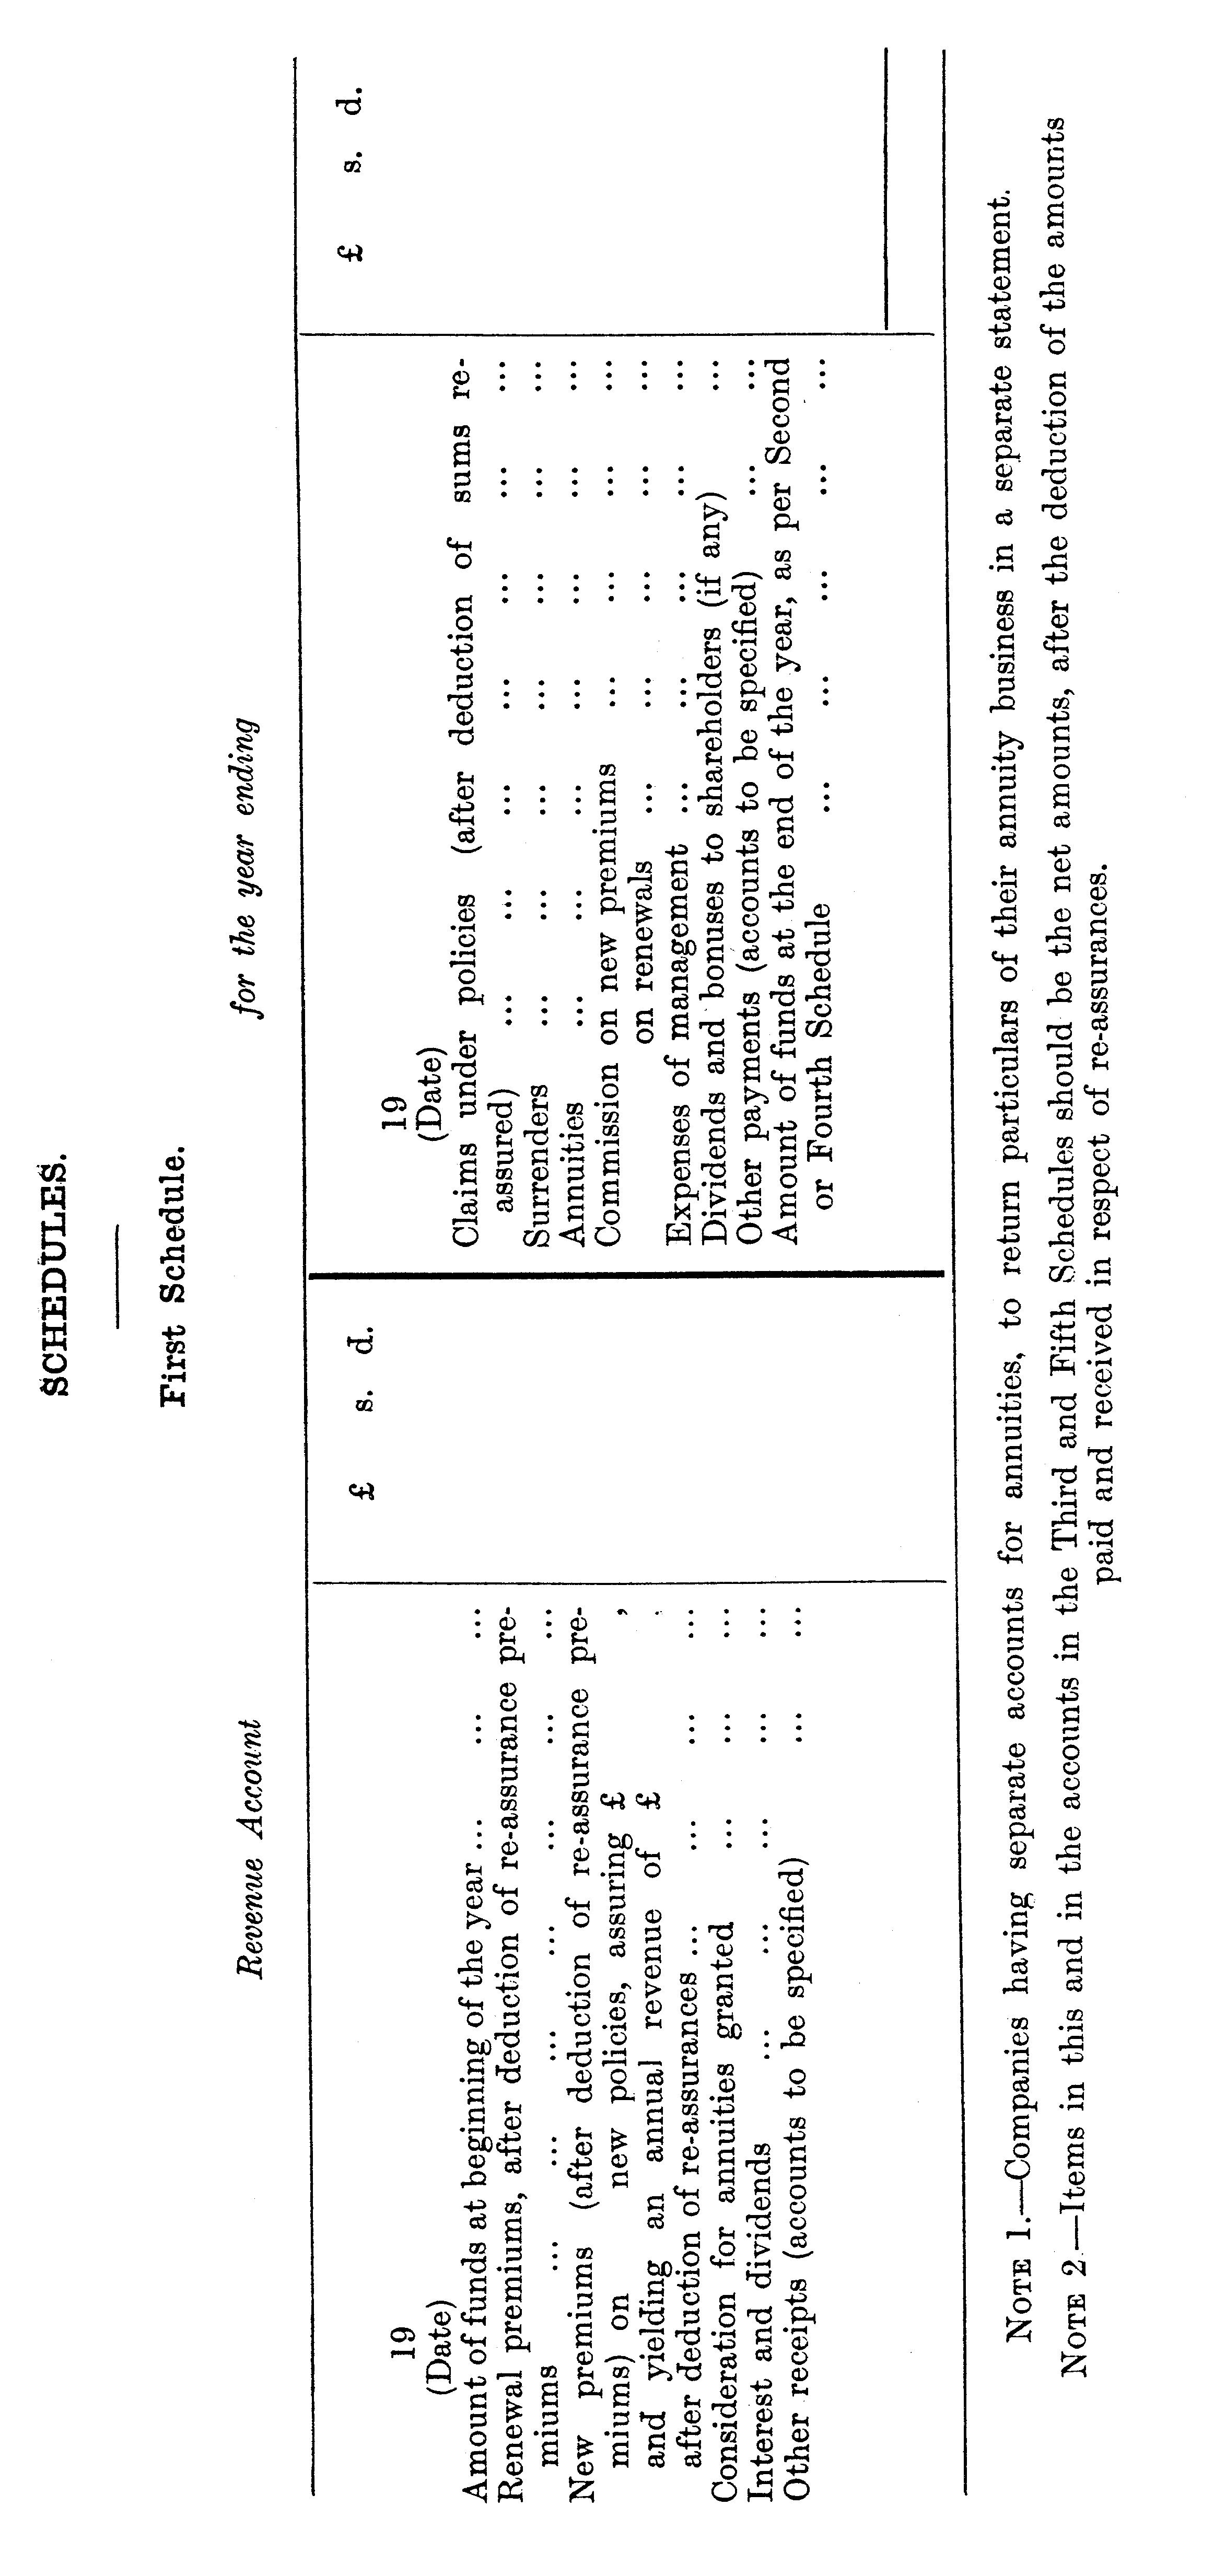 SCHEDULES.
First Schedule.
Revenue Account for the year ending
£ s. d.
19
(Date)
Amount of funds at beginning of the year ... ... ...
Renewal premiums, after deduction of re-assurance pre-
miums ... ... ... ... ... ... ...
New premiums (after deduction of re-assurance pre-
miums) on new policies, assuring £ ,
and yielding an annual revenue of £ .
after deduction of re-assurances ... ... ... ...
Consideration for annuities granted ... ... ...
Interest and dividends ... ... ... ... ...
Other receipts (accounts to be specified) ... ...
£ s. d.
19
(Date)
Claims under policies (after deduction of sums re-
assured) ... ... ... ... ... ... ...
Surrenders ... ... ... ... ... ... ...
Annuities ... ... ... ... ... ... ...
Commission on new premiums ... ... ... ...
on renewals ... ... ... ... ...
Expenses of management ... ... ... ... ...
Dividends and bonuses to shareholders (if any) ...
Other payments (accounts to be specified) ... ...
Amount of funds at the end of the year, as per Second
or Fourth Schedule ... ... ... ... ...
NOTE 1.—Companies having separate accounts for annuities, to return particulars of their annuity business in a separate statement.
NOTE 2.—Items in this and in the accounts in the Third and Fifth Schedules should be the net amounts, after the deduction of the amounts
paid and received in respect of re-assurances.